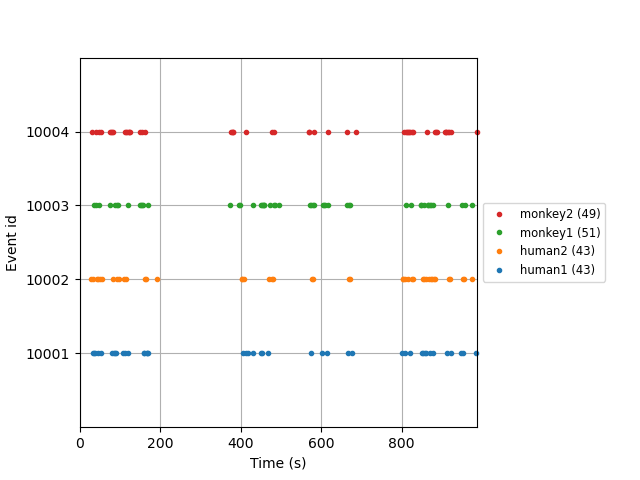 10004
10003
10002
10001
Event id
0 200 400 600 800
Time (s)
monkey2 (49)
monkey1 (51)
human2 (43)
human1 (43)